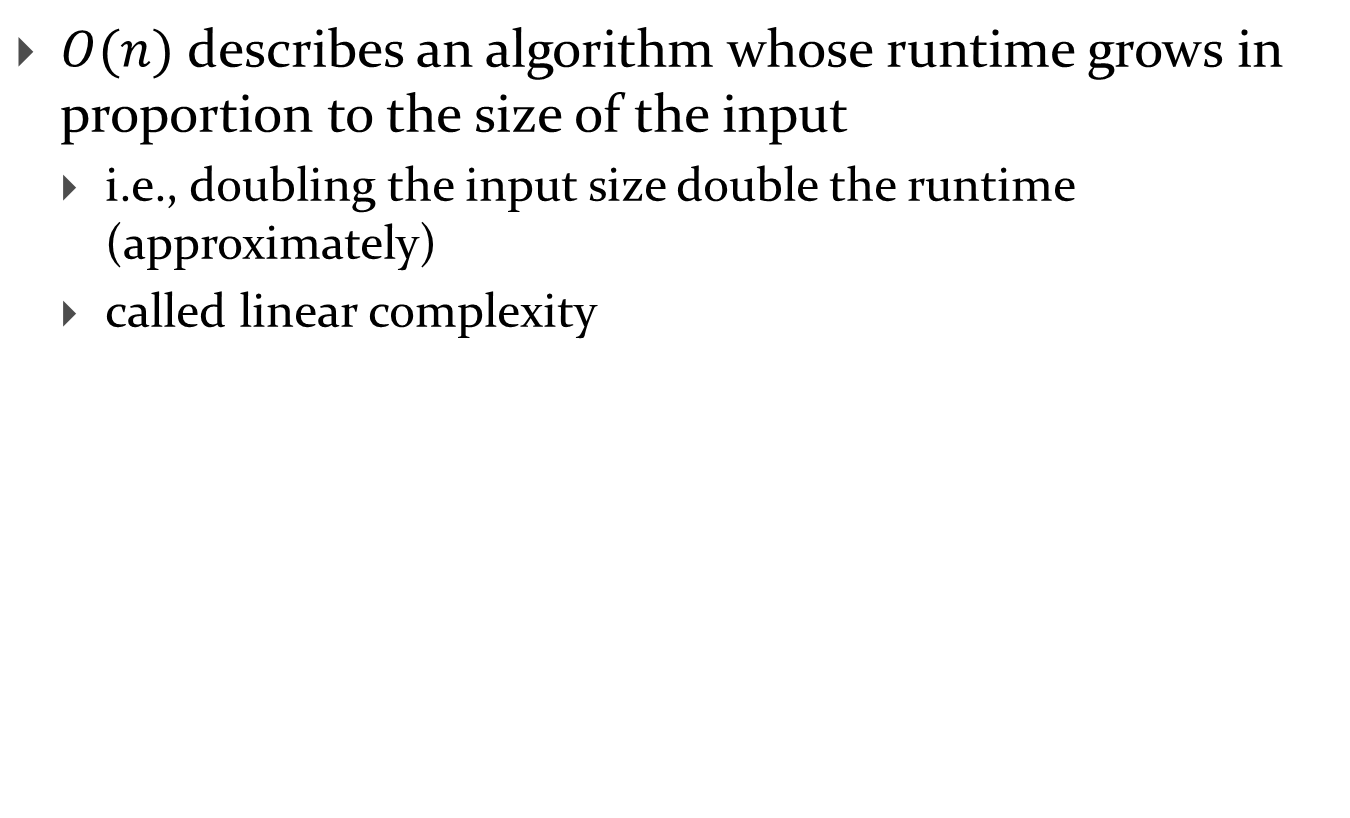 O(n) describes an algorithm whose runtime grows in
proportion to the size of the input
i.e., doubling the input size double the runtime
(approximately)
called linear complexity